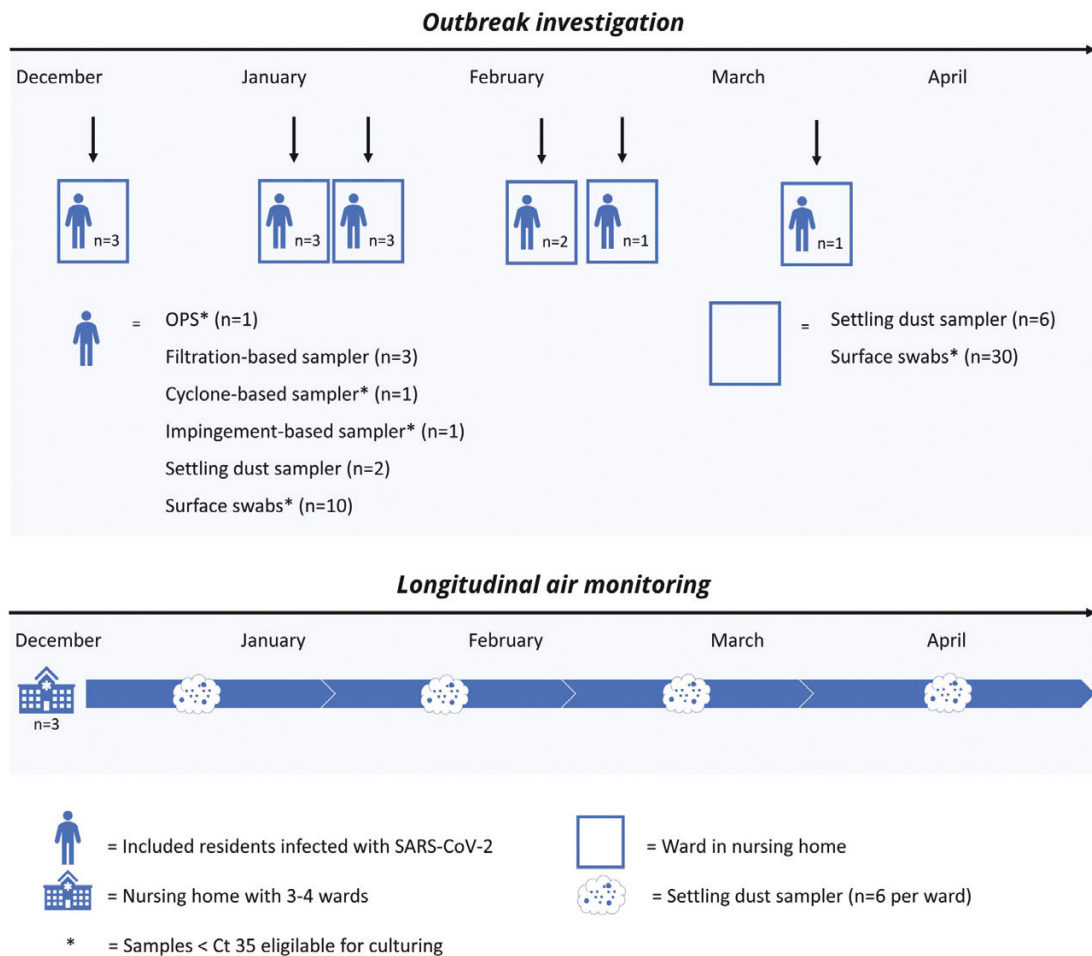 Outbreak investigation
December January February March April
n=3 n=3 n=3 n=2 n=1 n=1
= OPS* (n=1)
Filtration-based sampler (n=3)
Cyclone-based sampler* (n=1)
Impingement-based sampler* (n=1)
Settling dust sampler (n=2)
Surface swabs* (n=10)
= Settling dust sampler (n=6)
Surface swabs* (n=30)
Longitudinal air monitoring
December January February March April
n=3
= Included residents infected with SARS-CoV-2
= Ward in nursing home
= Nursing home with 3-4 wards
= Settling dust sampler (n=6 per ward)
* = Samples < Ct 35 eligilable for culturing